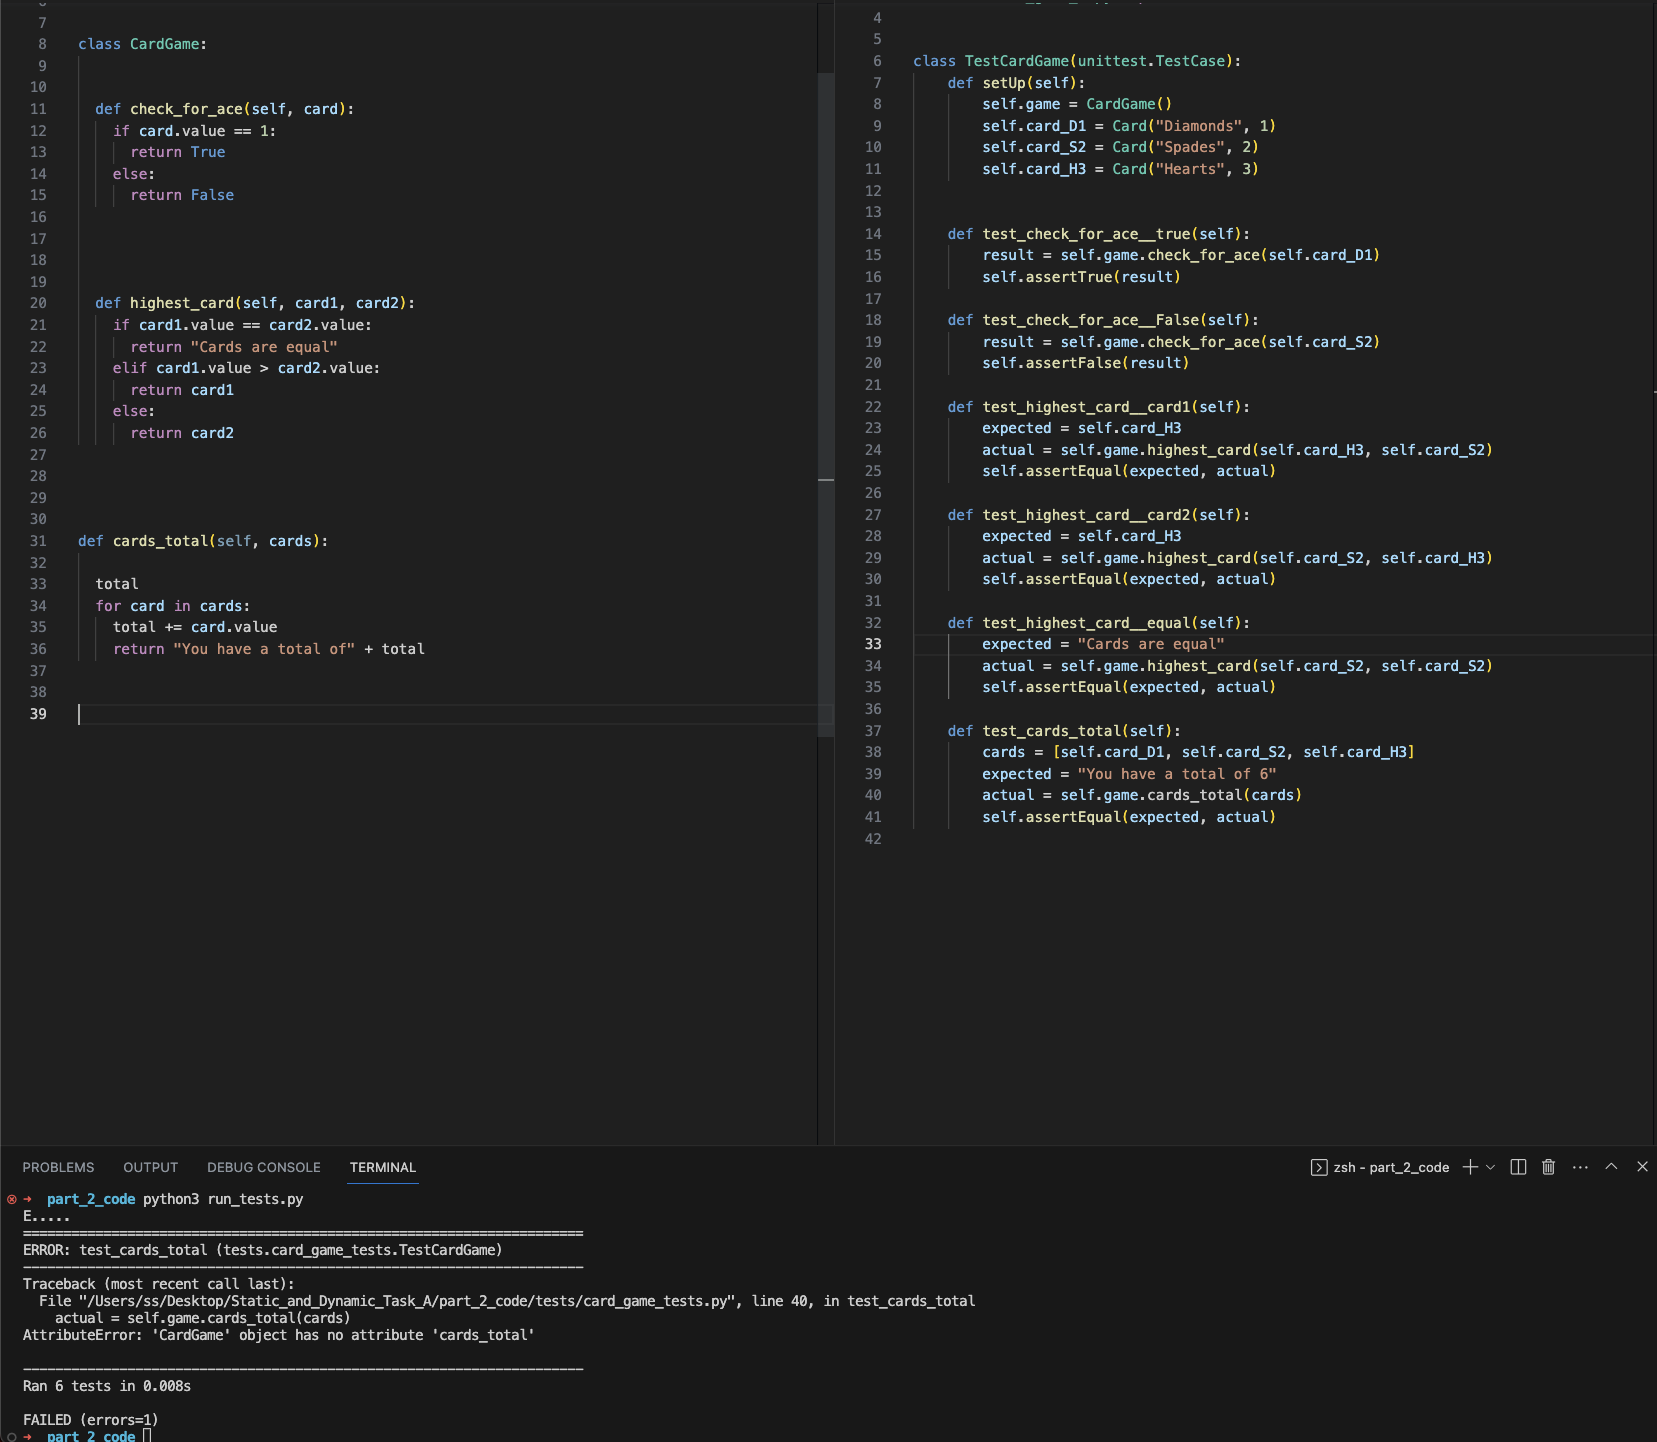 7
8 class CardGame:
9
10
11 def check_for_ace(self, card):
12 if card.value == 1:
13 return True
14 else:
15 return False
16
17
18
19
20 def highest_card(self, card1, card2):
21 if card1.value == card2.value:
22 return "Cards are equal"
23 elif card1.value > card2.value:
24 return card1
25 else:
26 return card2
27
28
29
30
31 def cards_total(self, cards):
32
33 total
34 for card in cards:
35 total += card.value
36 return "You have a total of" + total
37
38
39
4
5
6 class TestCardGame(unittest.TestCase):
7 def setUp(self):
8 self.game = CardGame()
9 self.card_D1 = Card("Diamonds", 1)
10 self.card_S2 = Card("Spades", 2)
11 self.card_H3 = Card("Hearts", 3)
12
13
14 def test_check_for_ace__true(self):
15 result = self.game.check_for_ace(self.card_D1)
16 self.assertTrue(result)
17
18 def test_check_for_ace__False(self):
19 result = self.game.check_for_ace(self.card_S2)
20 self.assertFalse(result)
21
22 def test_highest_card__card1(self):
23 expected = self.card_H3
24 actual = self.game.highest_card(self.card_H3, self.card_S2)
25 self.assertEqual(expected, actual)
26
27 def test_highest_card__card2(self):
28 expected = self.card_H3
29 actual = self.game.highest_card(self.card_S2, self.card_H3)
30 self.assertEqual(expected, actual)
31
32 def test_highest_card__equal(self):
33 expected = "Cards are equal"
34 actual = self.game.highest_card(self.card_S2, self.card_S2)
35 self.assertEqual(expected, actual)
36
37 def test_cards_total(self):
38 cards = [self.card_D1, self.card_S2, self.card_H3]
39 expected = "You have a total of 6"
40 actual = self.game.cards_total(cards)
41 self.assertEqual(expected, actual)
42
PROBLEMS OUTPUT DEBUG CONSOLE TERMINAL zsh - part_2_code
part_2_code python3 run_tests.py
E.....
======================================================================
ERROR: test_cards_total (tests.card_game_tests.TestCardGame)
----------------------------------------------------------------------
Traceback (most recent call last):
File "/Users/ss/Desktop/Static_and_Dynamic_Task_A/part_2_code/tests/card_game_tests.py", line 40, in test_cards_total
actual = self.game.cards_total(cards)
AttributeError: 'CardGame' object has no attribute 'cards_total'
----------------------------------------------------------------------
Ran 6 tests in 0.008s
FAILED (errors=1)
part_2_code